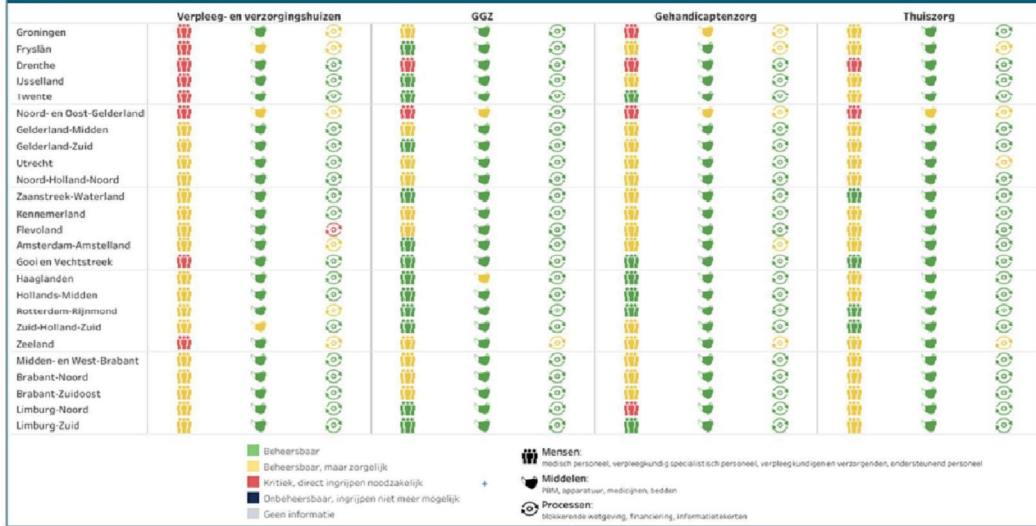 Verpleeg- en verzorgingshuizen GGZ Gehandicaptenzorg Thuiszorg
Groningen
Fryslân
Drenthe
IJsselland
Twente
Noord- en Oost-Gelderland
Gelderland-Midden
Gelderland-Zuid
Utrecht
Noord-Holland-Noord
Zaanstreek-Waterland
Kennemerland
Flevoland
Amsterdam-Amstelland
Gooi en Vechtstreek
Haaglanden
Hollands-Midden
Rotterdam-Rijnmond
Zuid-Holland-Zuid
Zeeland
Midden- en West-Brabant
Brabant-Noord
Brabant-Zuidoost
Limburg-Noord
Limburg-Zuid
Beheersbaar
Beheersbaar, maar zorgelijk
Kritiek, direct ingrijpen noodzakelijk
Onbeheersbaar, ingrijpen niet meer mogelijk
Geen informatie
Mensen:
medisch personeel, verpleegkundig specialistisch personeel, verpleegkundigen en verzorgenden, ondersteunend personeel
Middelen:
PBM, apparatuur, medicijnen, bedden
Processen:
blokkerende wetgeving, financiering, informatietekorten